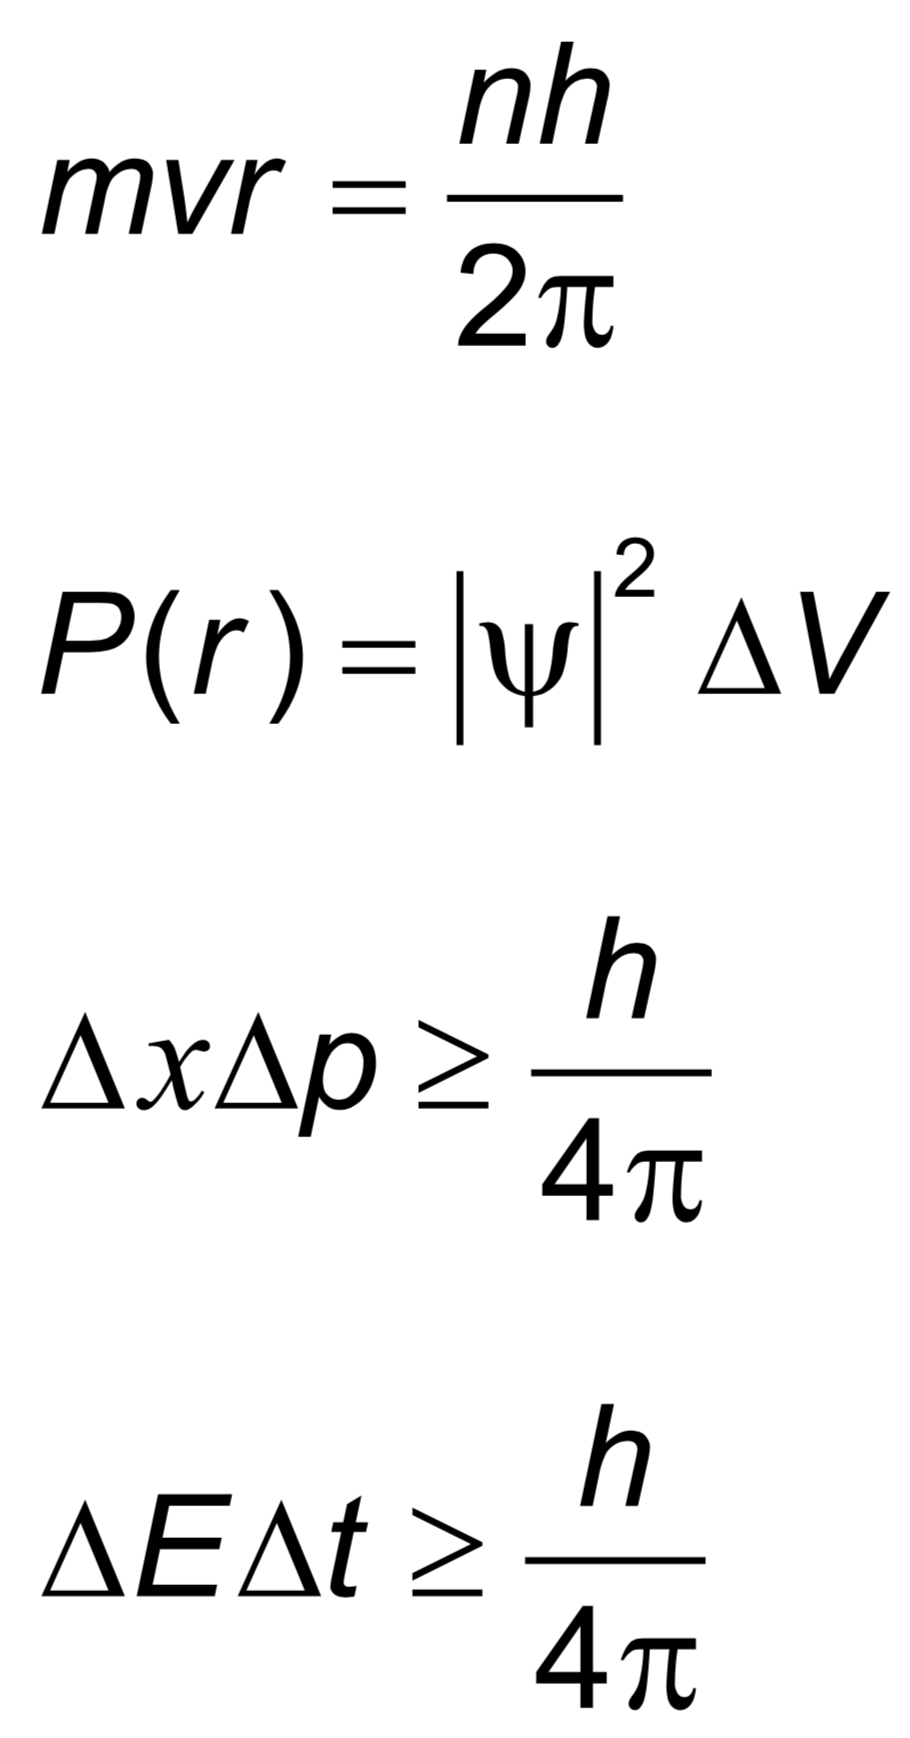 mvr = nh/2π
P(r) = |ψ|² ΔV
ΔxΔp ≥ h/4π
ΔEΔt ≥ h/4π